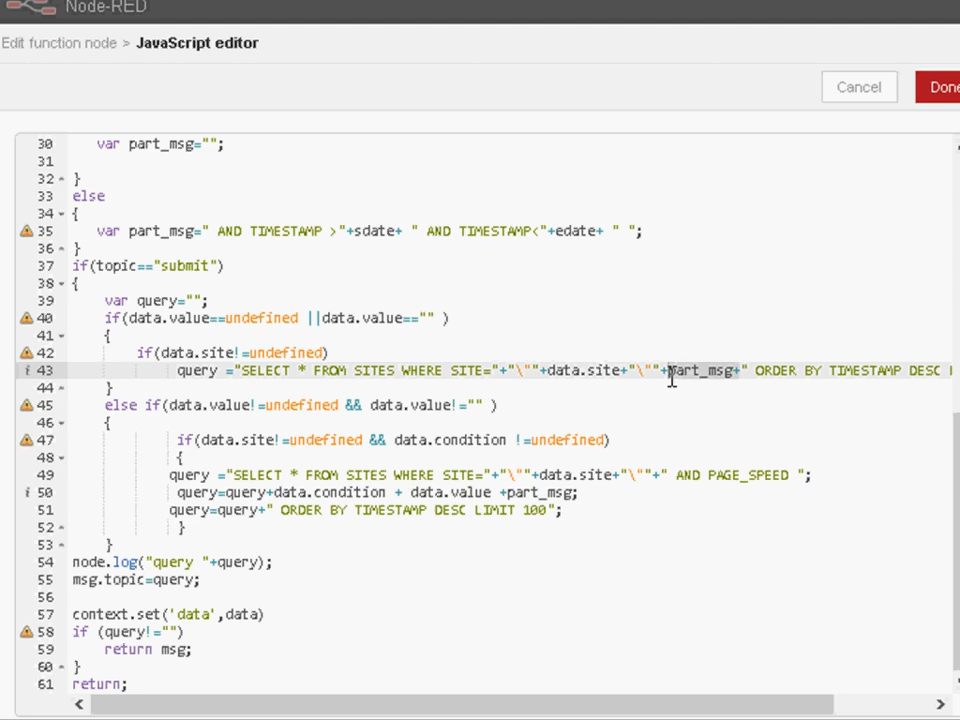 Node-RED
Edit function node > JavaScript editor
Cancel
Done
30 var part_msg="";
31
32 }
33 else
34 {
35 var part_msg=" AND TIMESTAMP >"+sdate+ " AND TIMESTAMP<"+edate+ " ";
36 }
37 if(topic=="submit")
38 {
39 var query="";
40 if(data.value==undefined ||data.value=="" )
41 {
42 if(data.site!=undefined)
43 query ="SELECT * FROM SITES WHERE SITE="+"\""+data.site+"\""+part_msg+" ORDER BY TIMESTAMP DESC
44 }
45 else if(data.value!=undefined && data.value!="" )
46 {
47 if(data.site!=undefined && data.condition !=undefined)
48 {
49 query ="SELECT * FROM SITES WHERE SITE="+"\""+data.site+"\""+" AND PAGE_SPEED ";
50 query=query+data.condition + data.value +part_msg;
51 query=query+" ORDER BY TIMESTAMP DESC LIMIT 100";
52 }
53 }
54 node.log("query "+query);
55 msg.topic=query;
56
57 context.set('data',data)
58 if (query!="")
59 return msg;
60 }
61 return;